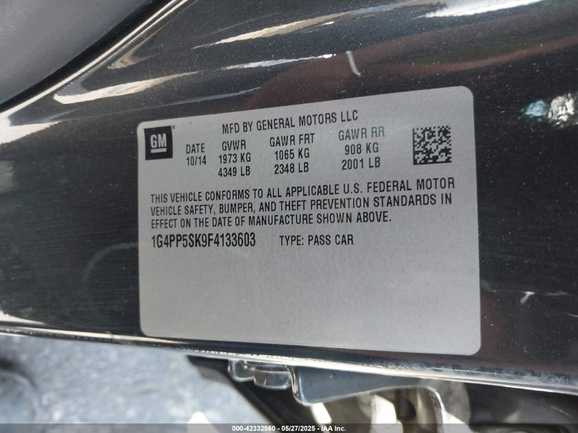 MFD BY GENERAL MOTORS LLC
GM
DATE GVWR GAWR FRT GAWR RR
10/14 1973 KG 1065 KG 908 KG
4349 LB 2348 LB 2001 LB
THIS VEHICLE CONFORMS TO ALL APPLICABLE U.S. FEDERAL MOTOR
VEHICLE SAFETY, BUMPER, AND THEFT PREVENTION STANDARDS IN
EFFECT ON THE DATE OF MANUFACTURE SHOWN ABOVE.
1G4PP5SK9F4133603 TYPE: PASS CAR
000-42332560 - 05/27/2025 - IAA Inc.